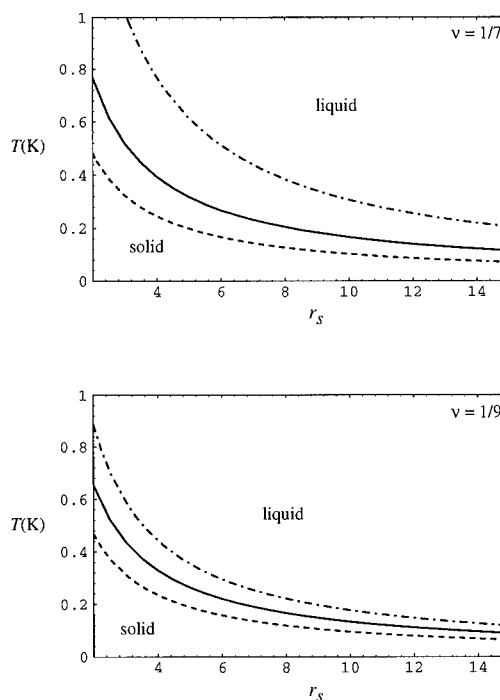 1
ν = 1/7
0.8
liquid
0.6
T(K)
0.4
0.2
solid
0
4 6 8 10 12 14
r_s
1
ν = 1/9
0.8
0.6
liquid
T(K)
0.4
0.2
solid
0
4 6 8 10 12 14
r_s